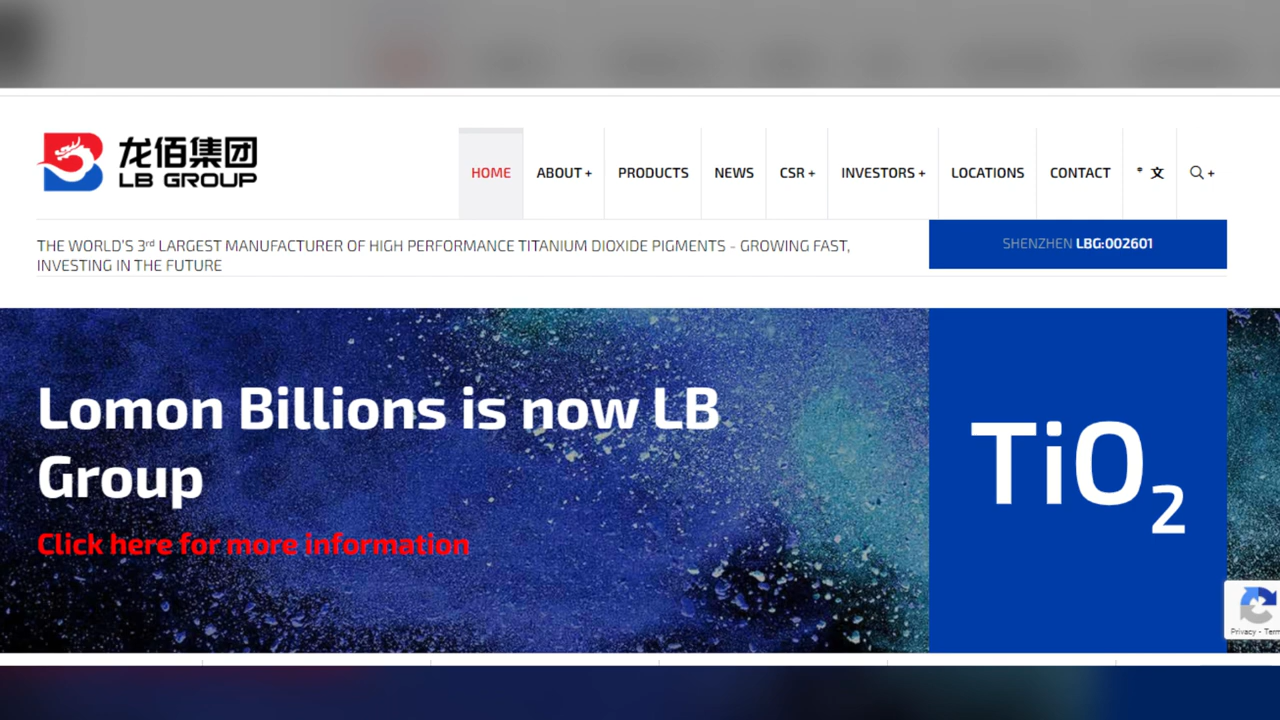 龙佰集团
LB GROUP
HOME
ABOUT +
PRODUCTS
NEWS
CSR +
INVESTORS +
LOCATIONS
CONTACT
文
+
THE WORLD'S 3rd LARGEST MANUFACTURER OF HIGH PERFORMANCE TITANIUM DIOXIDE PIGMENTS - GROWING FAST,
INVESTING IN THE FUTURE
SHENZHEN LBG:002601
Lomon Billions is now LB
Group
Click here for more information
TiO2
Privacy - Term